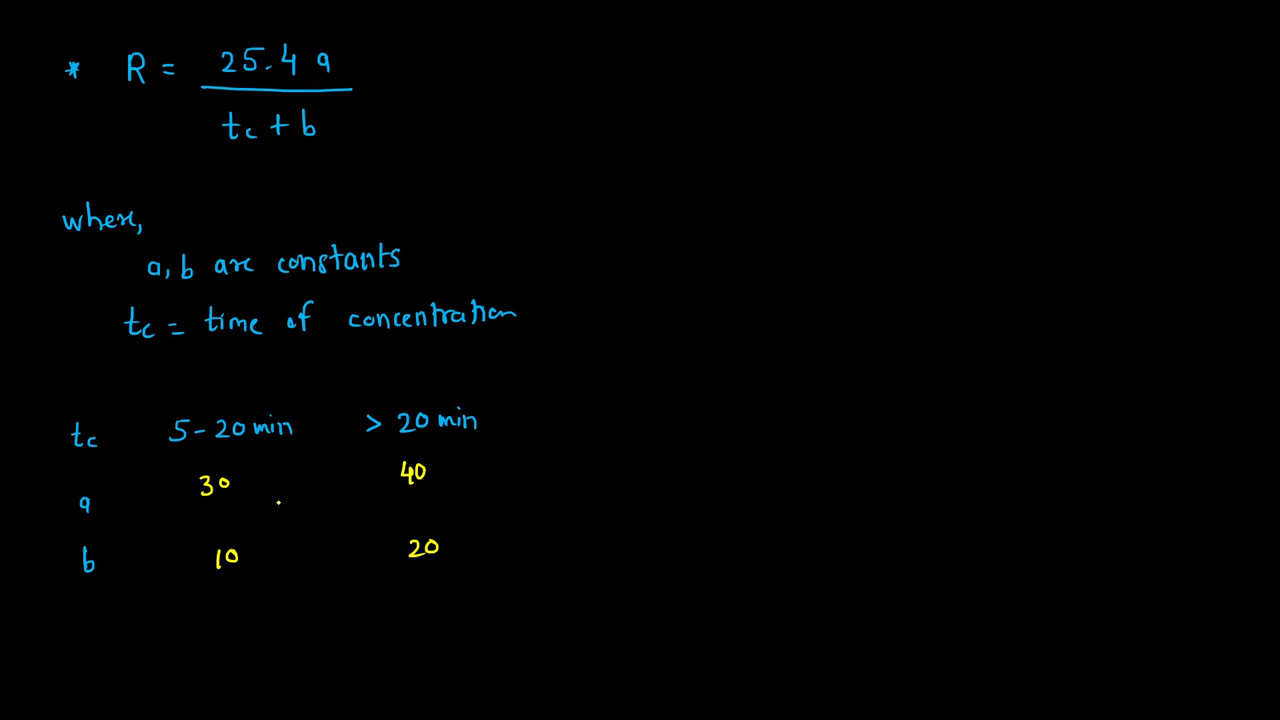 * R = 25.4 a
tc + b
where,
a, b are constants
tc = time of concentration
tc 5-20 min > 20 min
a 30 40
b 10 20